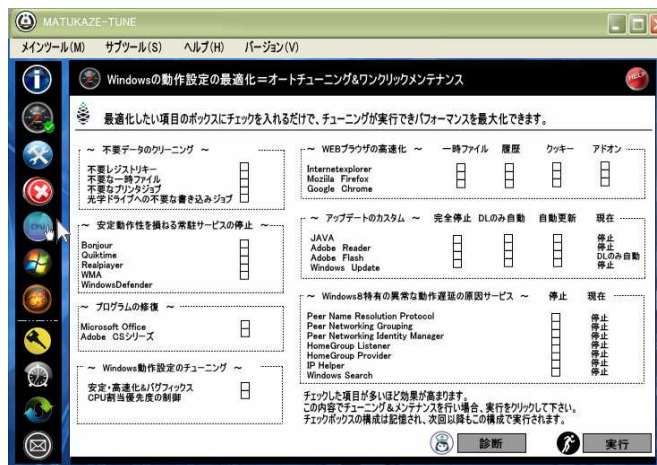 MATUKAZE-TUNE
メインツール(M) サブツール(S) ヘルプ(H) バージョン(V)
Windowsの動作設定の最適化＝オートチューニング&ワンクリックメンテナンス
HELP
最適化したい項目のボックスにチェックを入れるだけで、チューニングが実行できパフォーマンスを最大化できます。
～ 不要データのクリーニング ～
不要レジストリキー
不要な一時ファイル
不要なプリンタジョブ
光学ドライブへの不要な書き込みジョブ
～ 安定動作性を損ねる常駐サービスの停止 ～
Bonjour
Quiktime
Realplayer
WMA
WindowsDefender
～ プログラムの修復 ～
Microsoft Office
Adobe CSシリーズ
～ Windows動作設定のチューニング ～
安定・高速化&バグフィックス
CPU割当優先度の制御
～ WEBブラウザの高速化 ～ 一時ファイル 履歴 クッキー アドオン
Internetexplorer
Moziila Firefox
Google Chrome
～ アップデートのカスタム ～ 完全停止 DLのみ自動 自動更新 現在
JAVA 停止
Adobe Reader 停止
Adobe Flash DLのみ自動
Windows Update 停止
～ Windows8特有の異常な動作遅延の原因サービス ～ 停止 現在
Peer Name Resolution Protocol 停止
Peer Networking Grouping 停止
Peer Networking Identity Manager 停止
HomeGroup Listener 停止
HomeGroup Provider 停止
IP Helper 停止
Windows Search 停止
チェックした項目が多いほど効果が高まります。
この内容でチューニング&メンテナンスを行い場合、実行をクリックして下さい。
チェックボックスの構成は記憶され、次回以降もこの構成で実行されます。
診断 実行
CPU